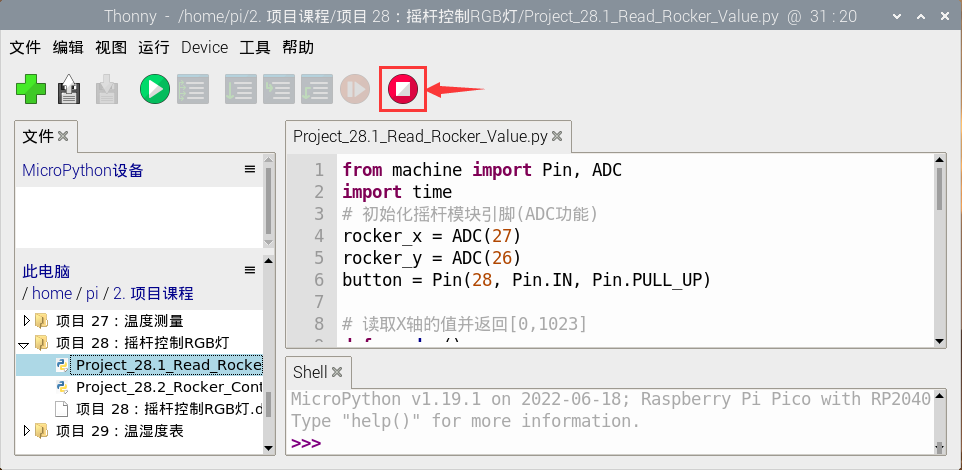 Thonny - /home/pi/2. 项目课程/项目 28：摇杆控制RGB灯/Project_28.1_Read_Rocker_Value.py @ 31 : 20
文件 编辑 视图 运行 Device 工具 帮助
文件
MicroPython设备
此电脑
/ home / pi / 2. 项目课程
项目 27：温度测量
项目 28：摇杆控制RGB灯
Project_28.1_Read_Rocke
Project_28.2_Rocker_Cont
项目 28：摇杆控制RGB灯.d
项目 29：温湿度表
Project_28.1_Read_Rocker_Value.py
1 from machine import Pin, ADC
2 import time
3 # 初始化摇杆模块引脚(ADC功能)
4 rocker_x = ADC(27)
5 rocker_y = ADC(26)
6 button = Pin(28, Pin.IN, Pin.PULL_UP)
7
8 # 读取X轴的值并返回[0,1023]
Shell
MicroPython v1.19.1 on 2022-06-18; Raspberry Pi Pico with RP2040
Type "help()" for more information.
>>>